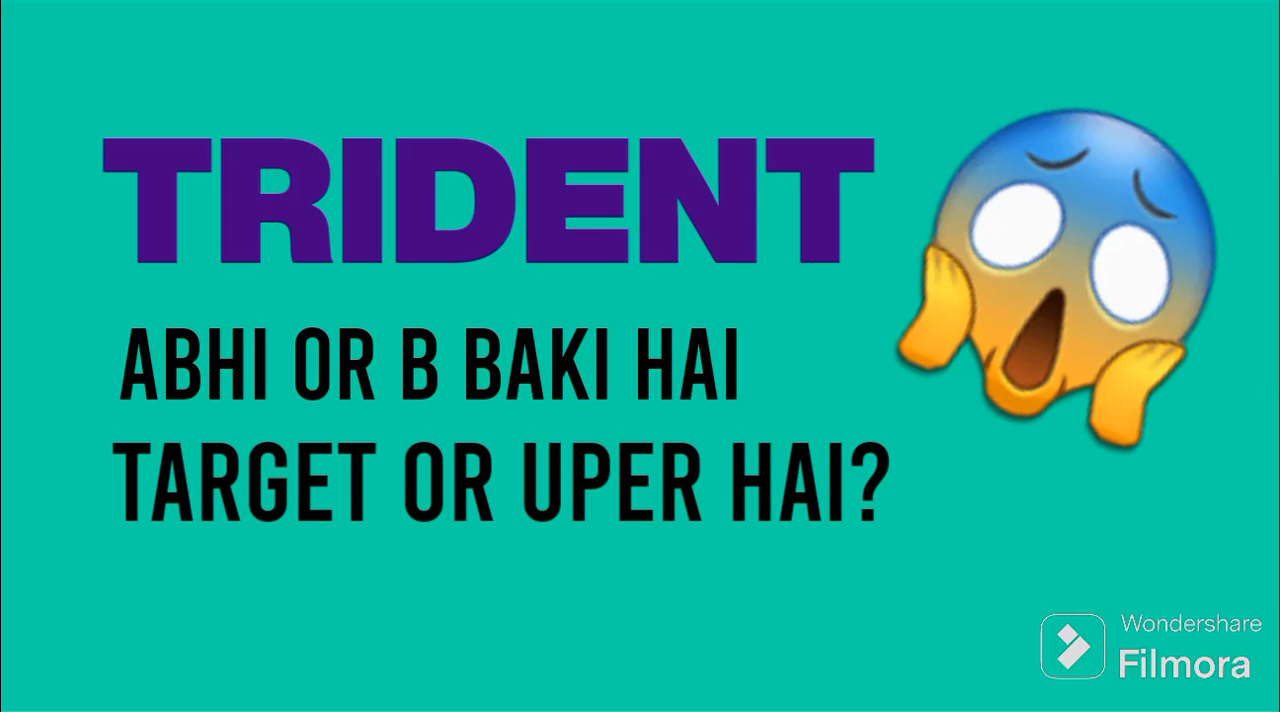 TRIDENT
ABHI OR B BAKI HAI
TARGET OR UPER HAI?
Wondershare
Filmora